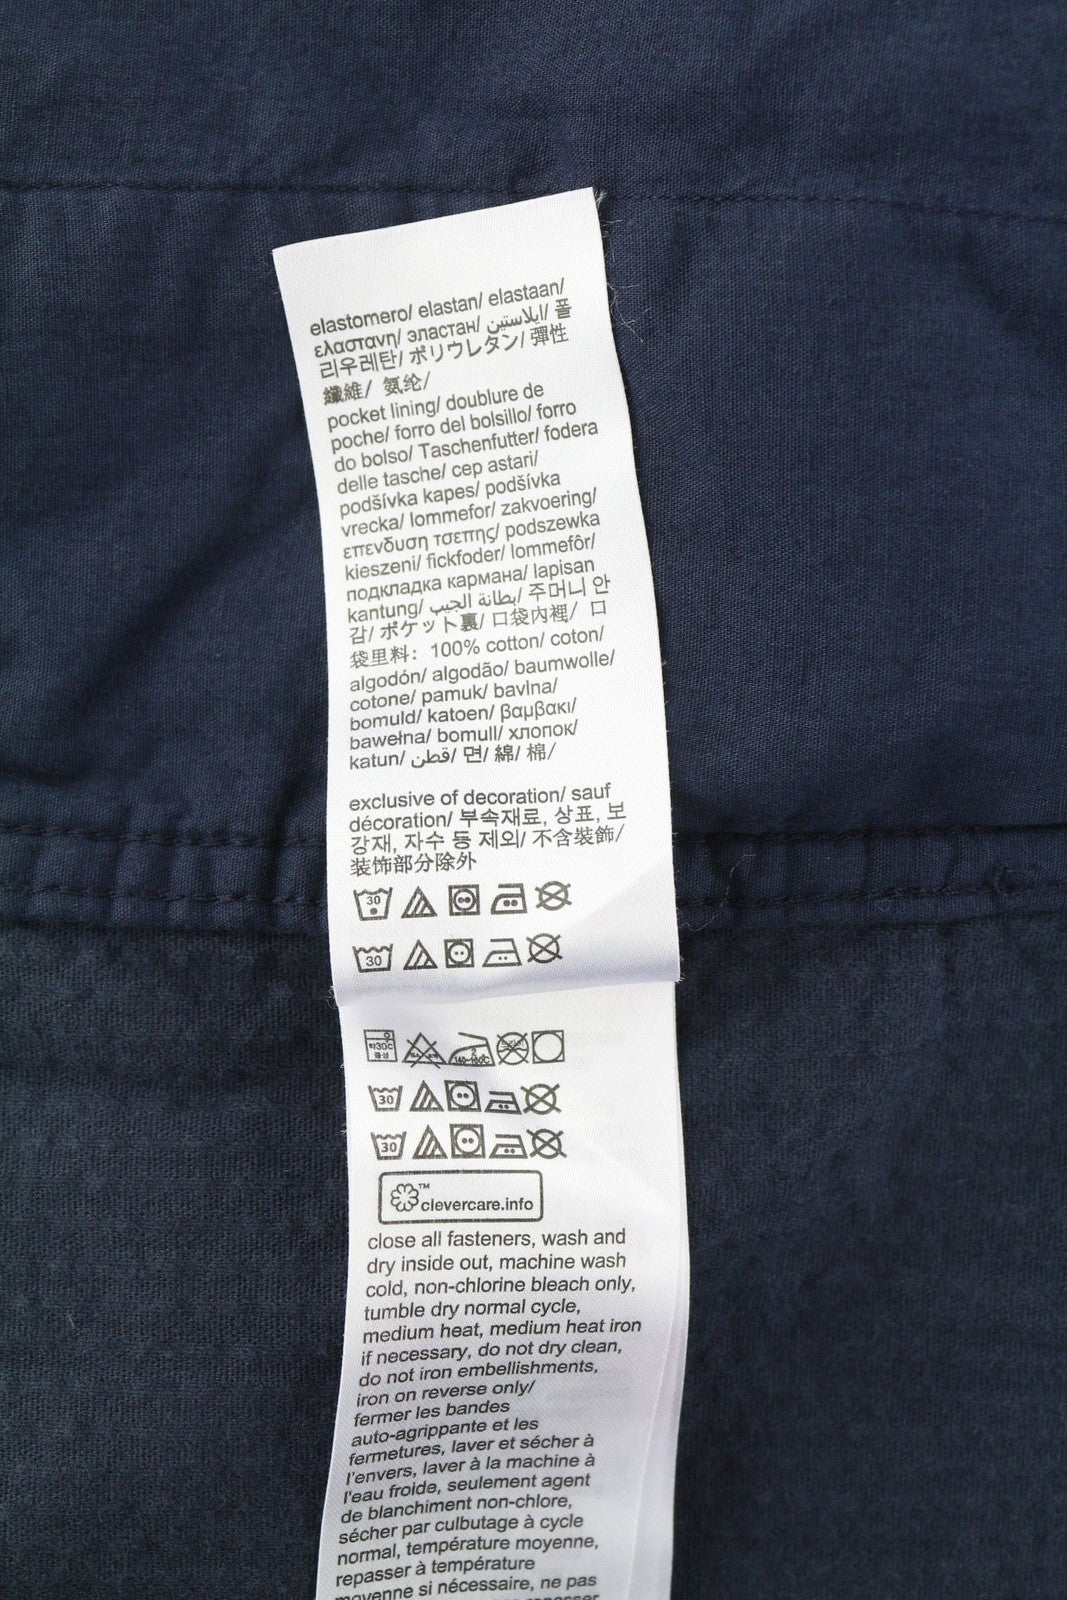 elastomero/ elastan/ elastaan/
ελαστανη/ эластан/ ايلاستين/ 폴
리우레탄/ ポリウレタン/ 彈性
纖維/ 氨纶/
pocket lining/ doublure de
poche/ forro del bolsillo/ forro
do bolso/ Taschenfutter/ fodera
delle tasche/ cep astari/
podšívka kapes/ podšívka
vrecka/ lommefor/ zakvoering/
επενδυση τσεπης/ podszewka
kieszeni/ fickfoder/ lommefôr/
подкладка кармана/ lapisan
kantung/ بطانة الجيب/ 주머니 안
감/ ポケット裏/ 口袋內裡/ 口
袋里料: 100% cotton/ coton/
algodón/ algodão/ baumwolle/
cotone/ pamuk/ bavlna/
bomuld/ katoen/ βαμβακι/
bawełna/ bomull/ хлопок/
katun/ قطن/ 면/ 綿/ 棉/
exclusive of decoration/ sauf
décoration/ 부속재료, 상표, 보
강재, 자수 등 제외/ 不含裝飾/
装饰部分除外
30
30
약30℃
중성
140~160℃
30
30
™
clevercare.info
close all fasteners, wash and
dry inside out, machine wash
cold, non-chlorine bleach only,
tumble dry normal cycle,
medium heat, medium heat iron
if necessary, do not dry clean,
do not iron embellishments,
iron on reverse only/
fermer les bandes
auto-agrippante et les
fermetures, laver et sécher à
l'envers, laver à la machine à
l'eau froide, seulement agent
de blanchiment non-chlore,
sécher par culbutage à cycle
normal, température moyenne,
repasser à température
moyenne si nécessaire, ne pas
repasser